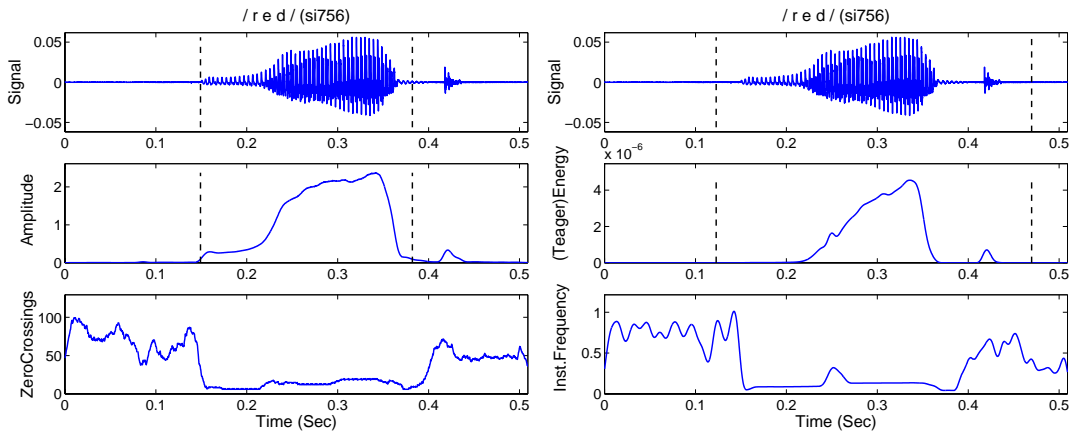 / r e d / (si756)
0.05
0
−0.05
Signal
0 0.1 0.2 0.3 0.4 0.5
2
1
0
Amplitude
0 0.1 0.2 0.3 0.4 0.5
100
50
0
ZeroCrossings
0 0.1 0.2 0.3 0.4 0.5
Time (Sec)
/ r e d / (si756)
0.05
0
−0.05
Signal
0 0.1 0.2 0.3 0.4 0.5
x 10⁻⁶
4
2
0
(Teager)Energy
0 0.1 0.2 0.3 0.4 0.5
1
0.5
0
Inst.Frequency
0 0.1 0.2 0.3 0.4 0.5
Time (Sec)